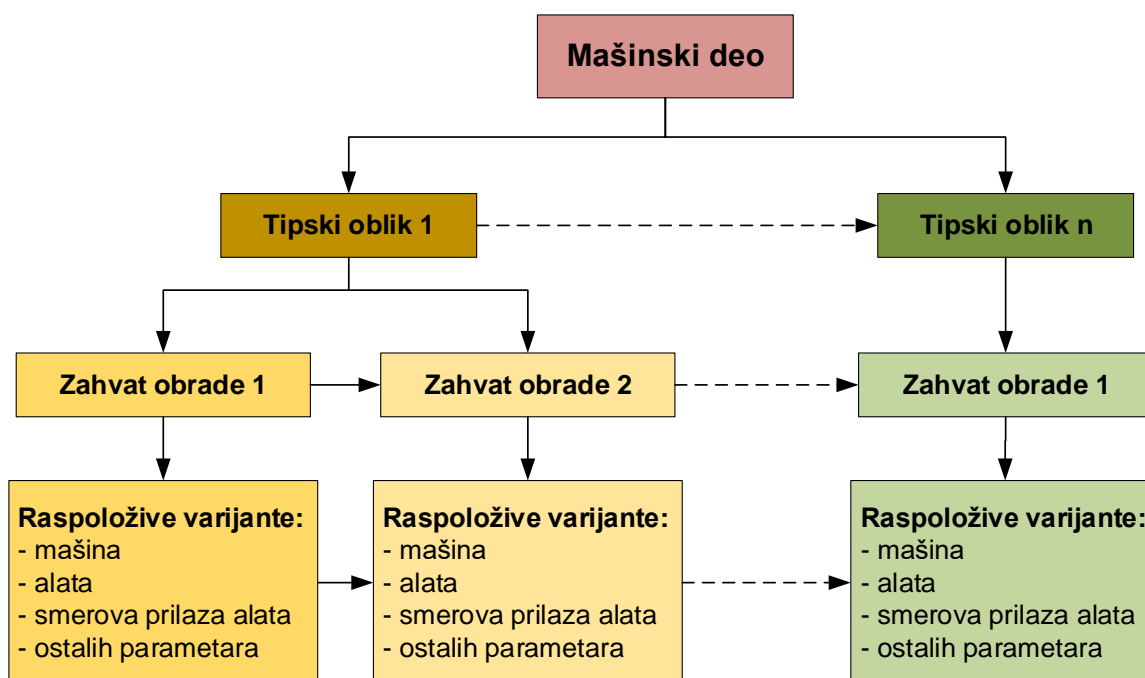 Mašinski deo
Tipski oblik 1
Tipski oblik n
Zahvat obrade 1
Zahvat obrade 2
Zahvat obrade 1
Raspoložive varijante:
- mašina
- alata
- smerova prilaza alata
- ostalih parametara
Raspoložive varijante:
- mašina
- alata
- smerova prilaza alata
- ostalih parametara
Raspoložive varijante:
- mašina
- alata
- smerova prilaza alata
- ostalih parametara